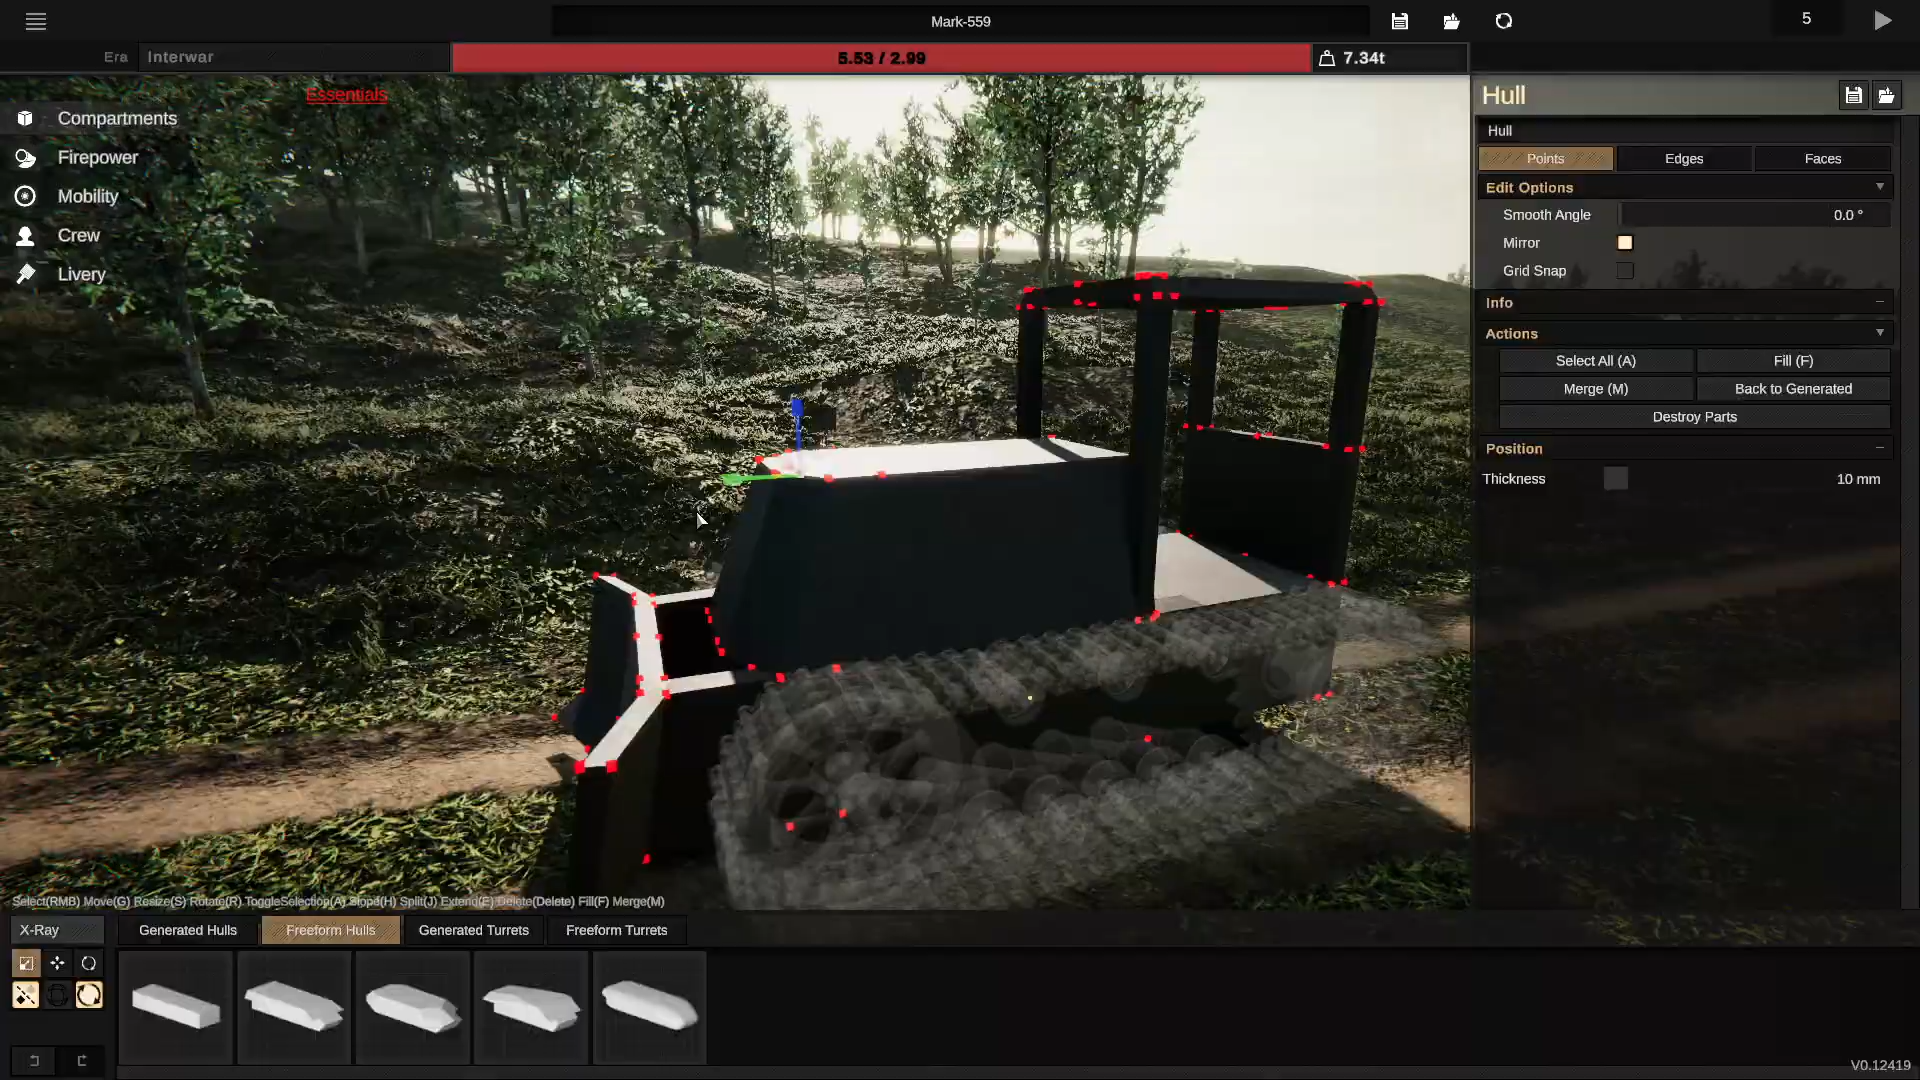 Mark-559
5
Era
Interwar
5.53 / 2.99
7.34t
Essentials
Compartments
Firepower
Mobility
Crew
Livery
Hull
Hull
Points
Edges
Faces
Edit Options
Smooth Angle
0.0 °
Mirror
Grid Snap
Info
Actions
Select All (A)
Fill (F)
Merge (M)
Back to Generated
Destroy Parts
Position
Thickness
10 mm
Select(RMB) Move(G) Resize(S) Rotate(R) ToggleSelection(A) Slope(H) Split(J) Extend(E) Delete(Delete) Fill(F) Merge(M)
X-Ray
Generated Hulls
Freeform Hulls
Generated Turrets
Freeform Turrets
V0.12419